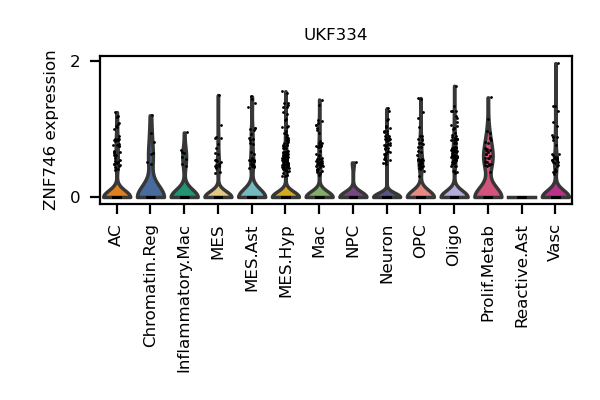 UKF334
ZNF746 expression
2
0
AC
Chromatin.Reg
Inflammatory.Mac
MES
MES.Ast
MES.Hyp
Mac
NPC
Neuron
OPC
Oligo
Prolif.Metab
Reactive.Ast
Vasc